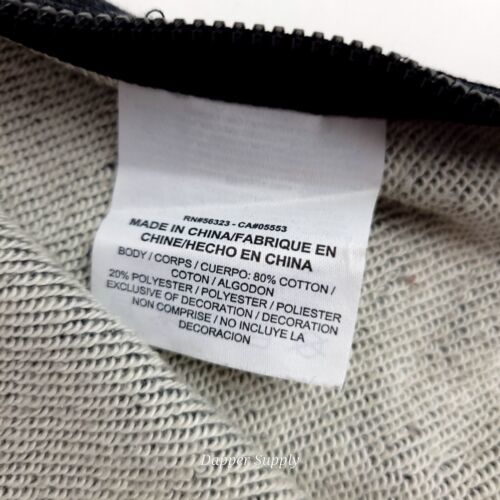 RN#56323 - CA#05553
MADE IN CHINA/FABRIQUE EN
CHINE/HECHO EN CHINA
BODY / CORPS / CUERPO: 80% COTTON /
COTON / ALGODON
20% POLYESTER / POLYESTER / POLIESTER
EXCLUSIVE OF DECORATION / DECORATION
NON COMPRISE / NO INCLUYE LA
DECORACION
Dapper Supply